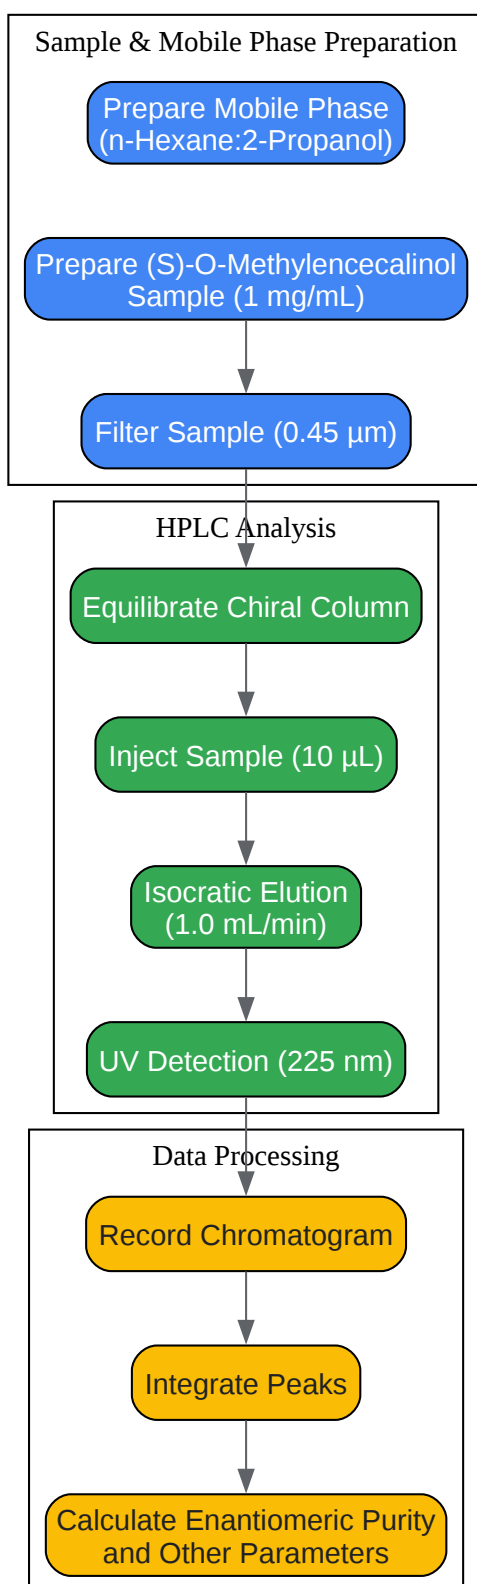 Sample & Mobile Phase Preparation
Prepare Mobile Phase
(n-Hexane:2-Propanol)
Prepare (S)-O-Methylencecalinol
Sample (1 mg/mL)
Filter Sample (0.45 µm)
HPLC Analysis
Equilibrate Chiral Column
Inject Sample (10 µL)
Isocratic Elution
(1.0 mL/min)
UV Detection (225 nm)
Data Processing
Record Chromatogram
Integrate Peaks
Calculate Enantiomeric Purity
and Other Parameters